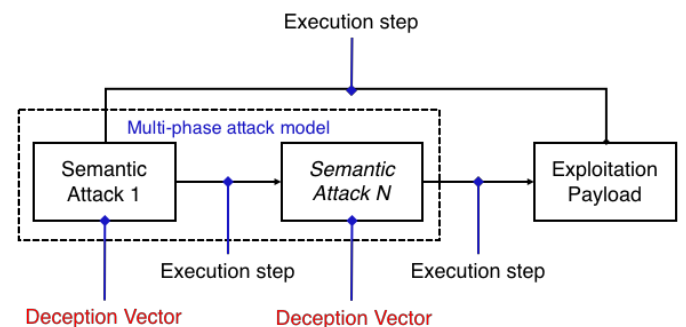 Execution step
Multi-phase attack model
Semantic
Attack 1
Semantic
Attack N
Exploitation
Payload
Execution step
Execution step
Deception Vector
Deception Vector